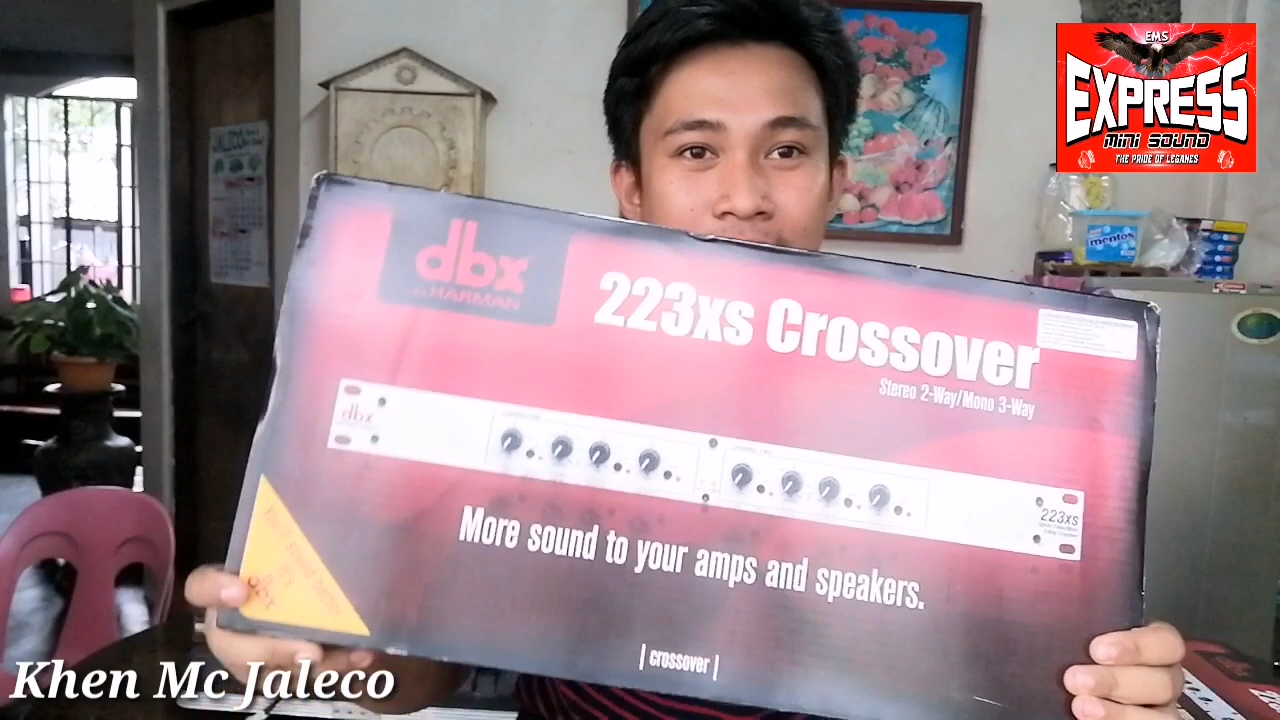 EMS
EXPRESS
MINI SOUND
THE PRIDE OF LEGANES
JALECO
mentos
dbx
by HARMAN
223xs Crossover
Stereo 2-Way/Mono 3-Way
dbx
223xs
More sound to your amps and speakers.
| crossover |
Khen Mc Jaleco